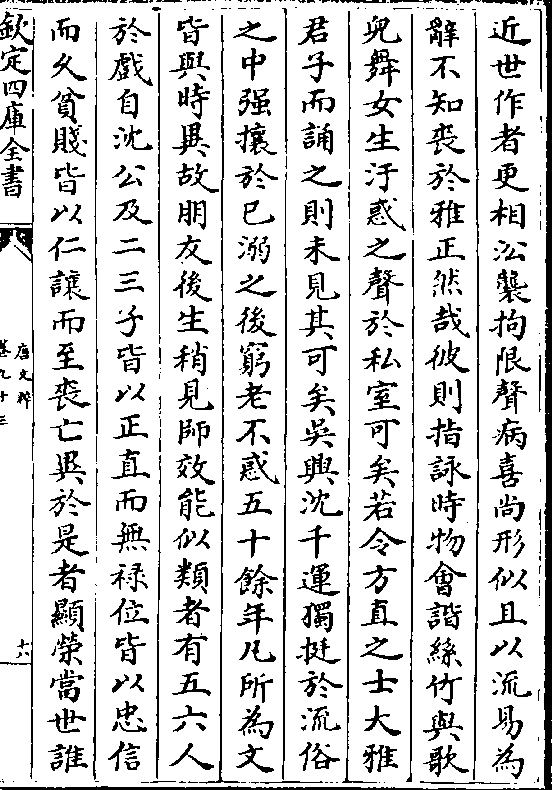 近世作者更相沿襲拘限聲病喜尚形似且以流易為
辭不知喪於雅正然哉彼則指詠時物會諧絲竹與歌
兒舞女生汙惑之聲於私室可矣若令方直之士大雅
君子而誦之則未見其可矣吳興沈千運獨挺於流俗
之中强攘於已溺之後窮老不惑五十餘年凡所為文
皆與時異故朋友後生稍見師效能似類者有五六人
於戲自沈公及二三子皆以正直而無祿位皆以忠信
而久貧賤皆以仁讓而至喪亡異於是者顯榮當世誰
欽定四庫全書
唐文粹
卷九十三
十六